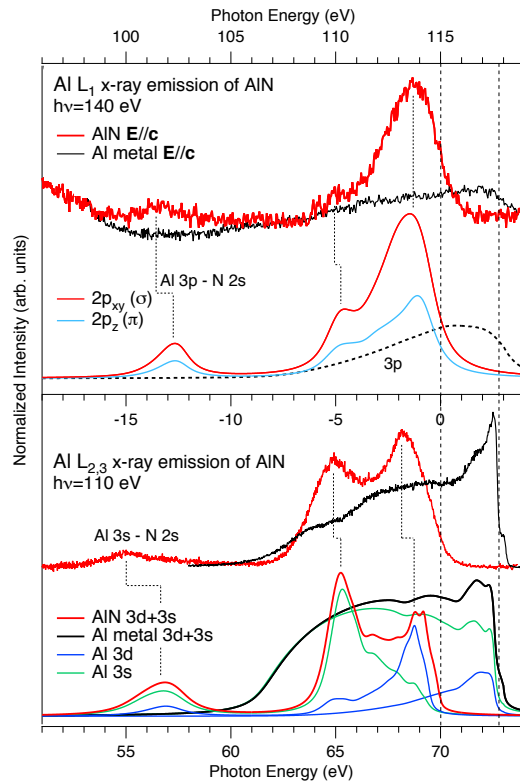 Photon Energy (eV)
100 105 110 115
Al L1 x-ray emission of AlN
hν=140 eV
AlN E//c
Al metal E//c
Al 3p - N 2s
2pxy (σ)
2pz (π)
3p
Normalized Intensity (arb. units)
-15 -10 -5 0
Al L2,3 x-ray emission of AlN
hν=110 eV
Al 3s - N 2s
AlN 3d+3s
Al metal 3d+3s
Al 3d
Al 3s
55 60 65 70
Photon Energy (eV)